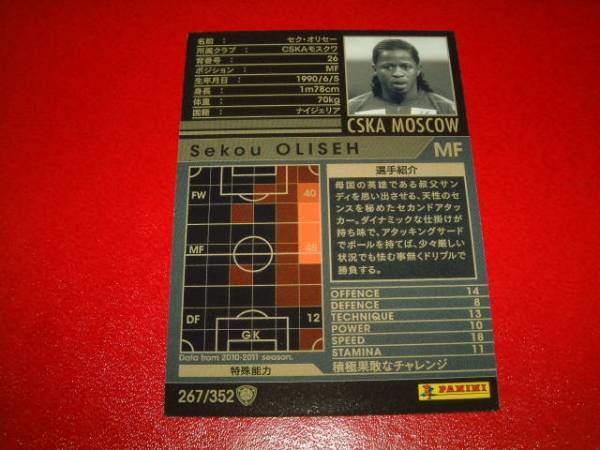 名前 : セク・オリセー
所属クラブ : CSKAモスクワ
背番号 : 26
ポジション : MF
生年月日 : 1990/6/5
身長 : 1m78cm
体重 : 70kg
国籍 : ナイジェリア
CSKA MOSCOW
Sekou OLISEH
MF
FW
40
MF
48
DF
12
GK
Data from 2010-2011 season.
選手紹介
母国の英雄である叔父サン
ディを思い出させる、天性のセ
ンスを秘めたセカンドアタッ
カー。ダイナミックな仕掛けが
持ち味で、アタッキングサード
でボールを持てば、少々厳しい
状況でも怯む事無くドリブルで
勝負する。
OFFENCE 14
DEFENCE 8
TECHNIQUE 13
POWER 10
SPEED 18
STAMINA 11
特殊能力
積極果敢なチャレンジ
267/352
PANINI